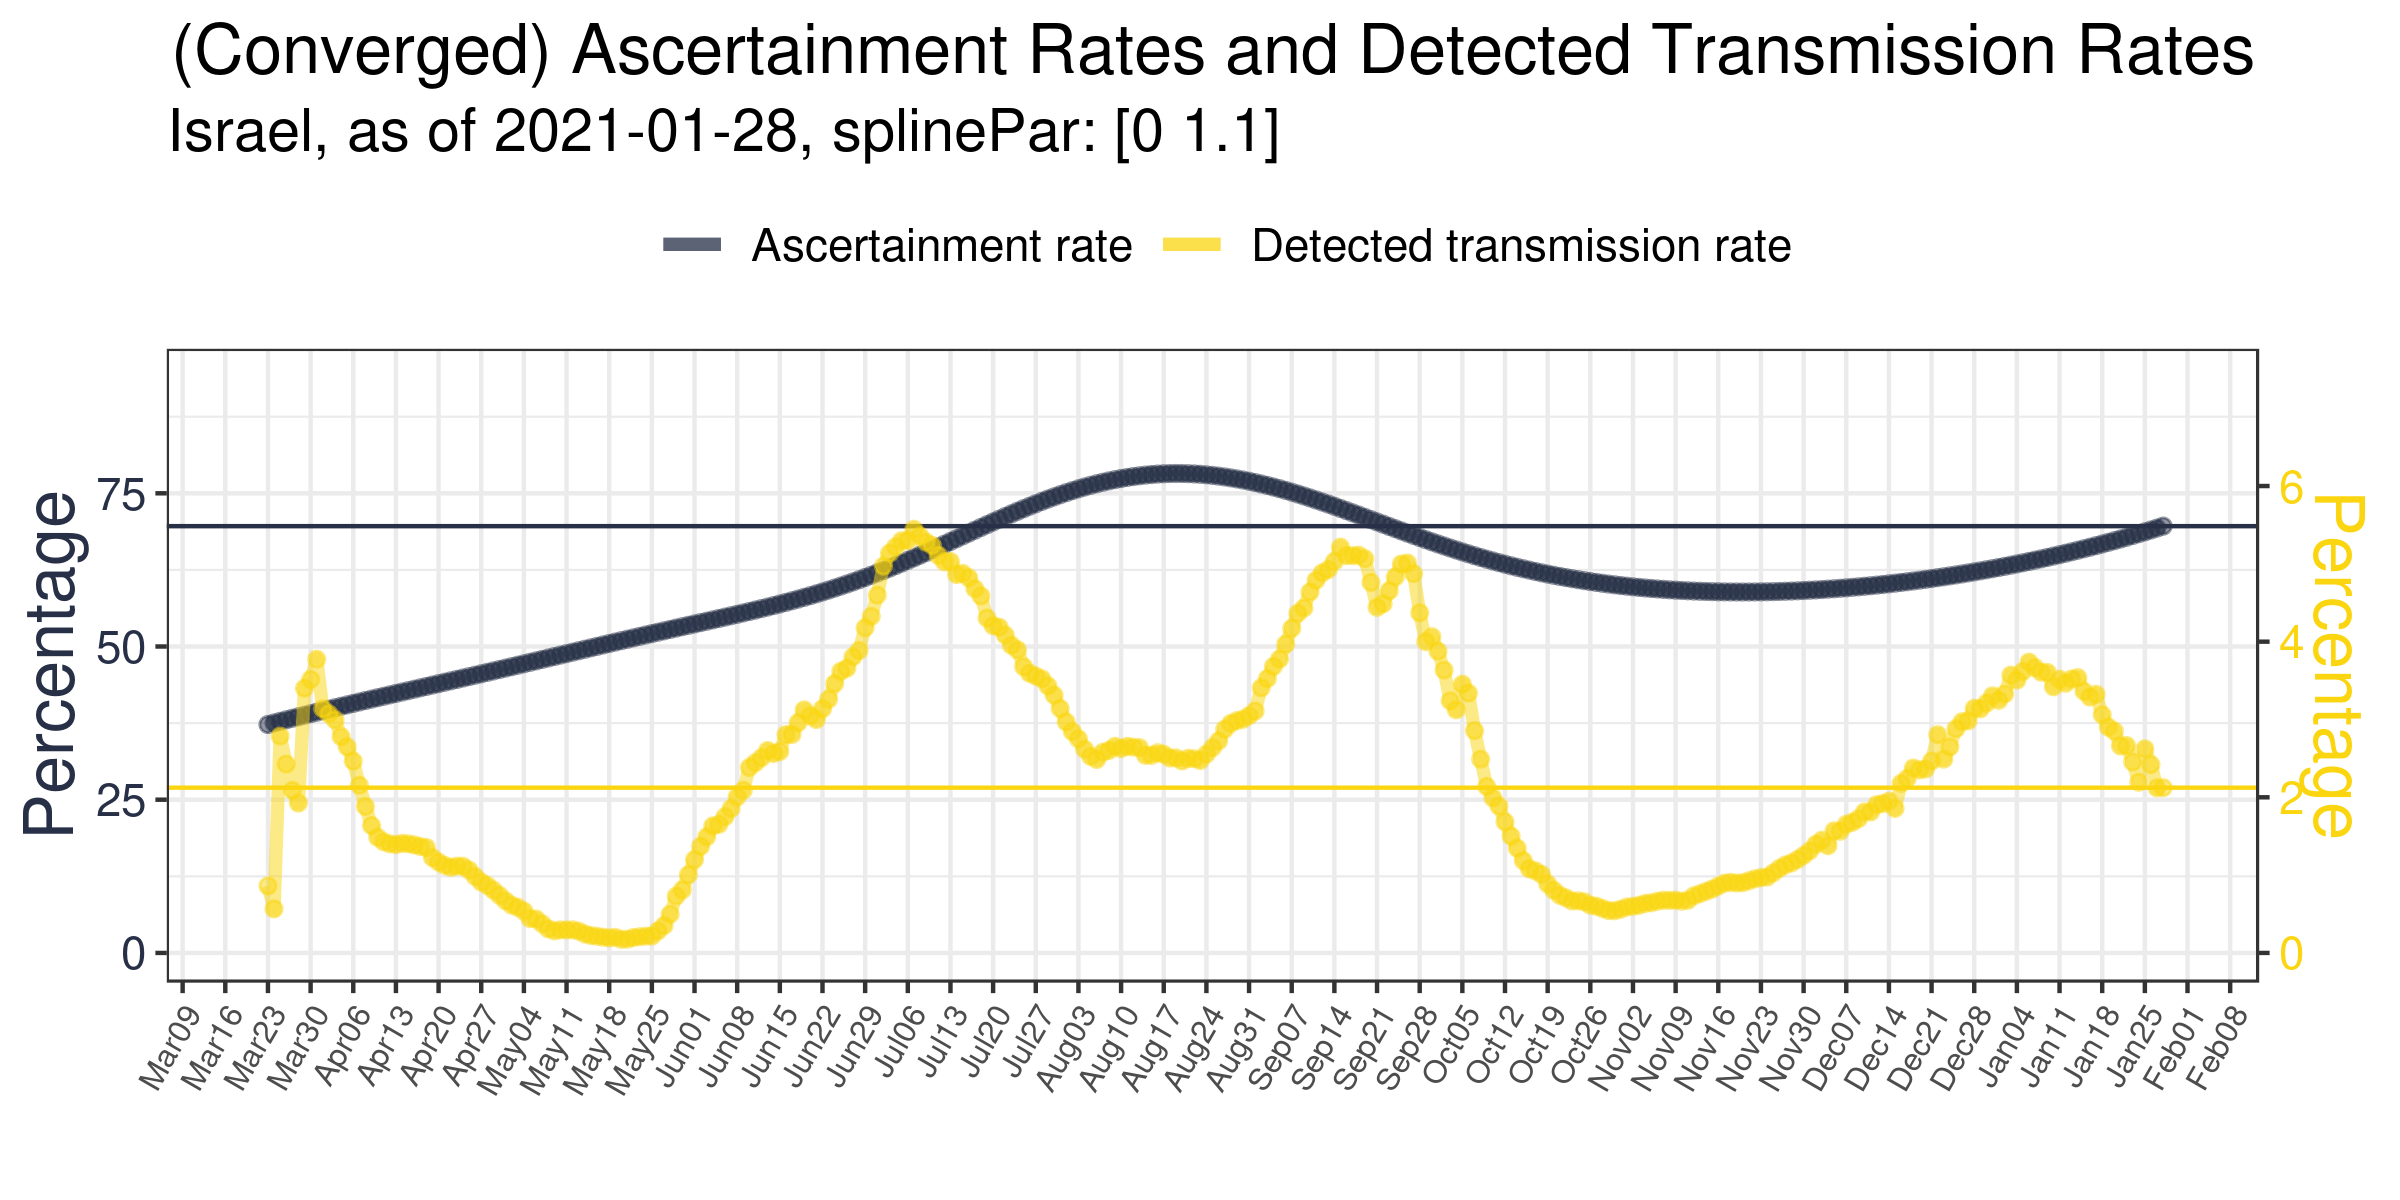 (Converged) Ascertainment Rates and Detected Transmission Rates
Israel, as of 2021-01-28, splinePar: [0 1.1]
Ascertainment rate Detected transmission rate
Percentage
75
50
25
0
6
4
2
0
Percentage
Mar09 Mar16 Mar23 Mar30 Apr06 Apr13 Apr20 Apr27 May04 May11 May18 May25 Jun01 Jun08 Jun15 Jun22 Jun29 Jul06 Jul13 Jul20 Jul27 Aug03 Aug10 Aug17 Aug24 Aug31 Sep07 Sep14 Sep21 Sep28 Oct05 Oct12 Oct19 Oct26 Nov02 Nov09 Nov16 Nov23 Nov30 Dec07 Dec14 Dec21 Dec28 Jan04 Jan11 Jan18 Jan25 Feb01 Feb08